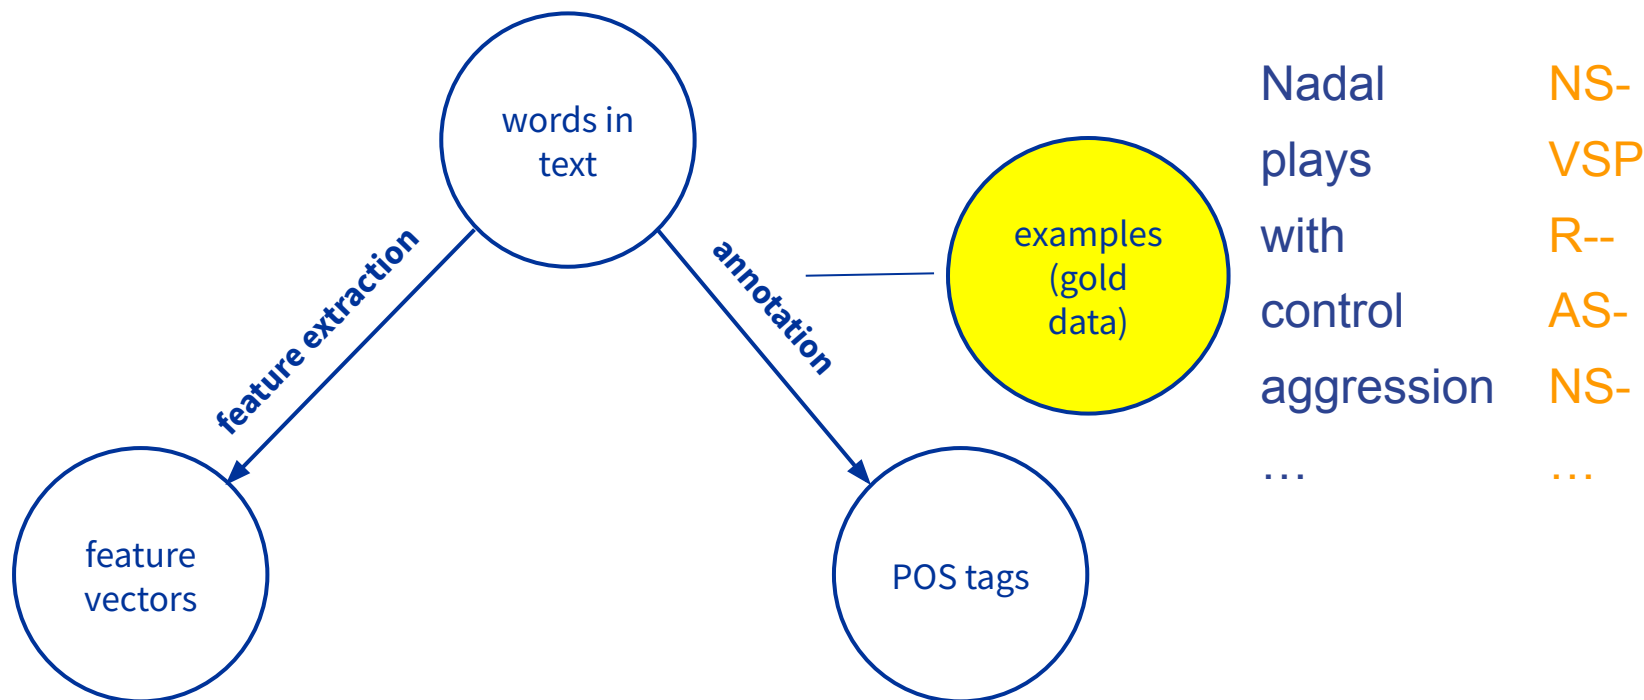 words in
text
feature extraction
annotation
examples
(gold
data)
feature
vectors
POS tags
Nadal NS-
plays VSP
with R--
control AS-
aggression NS-
… …